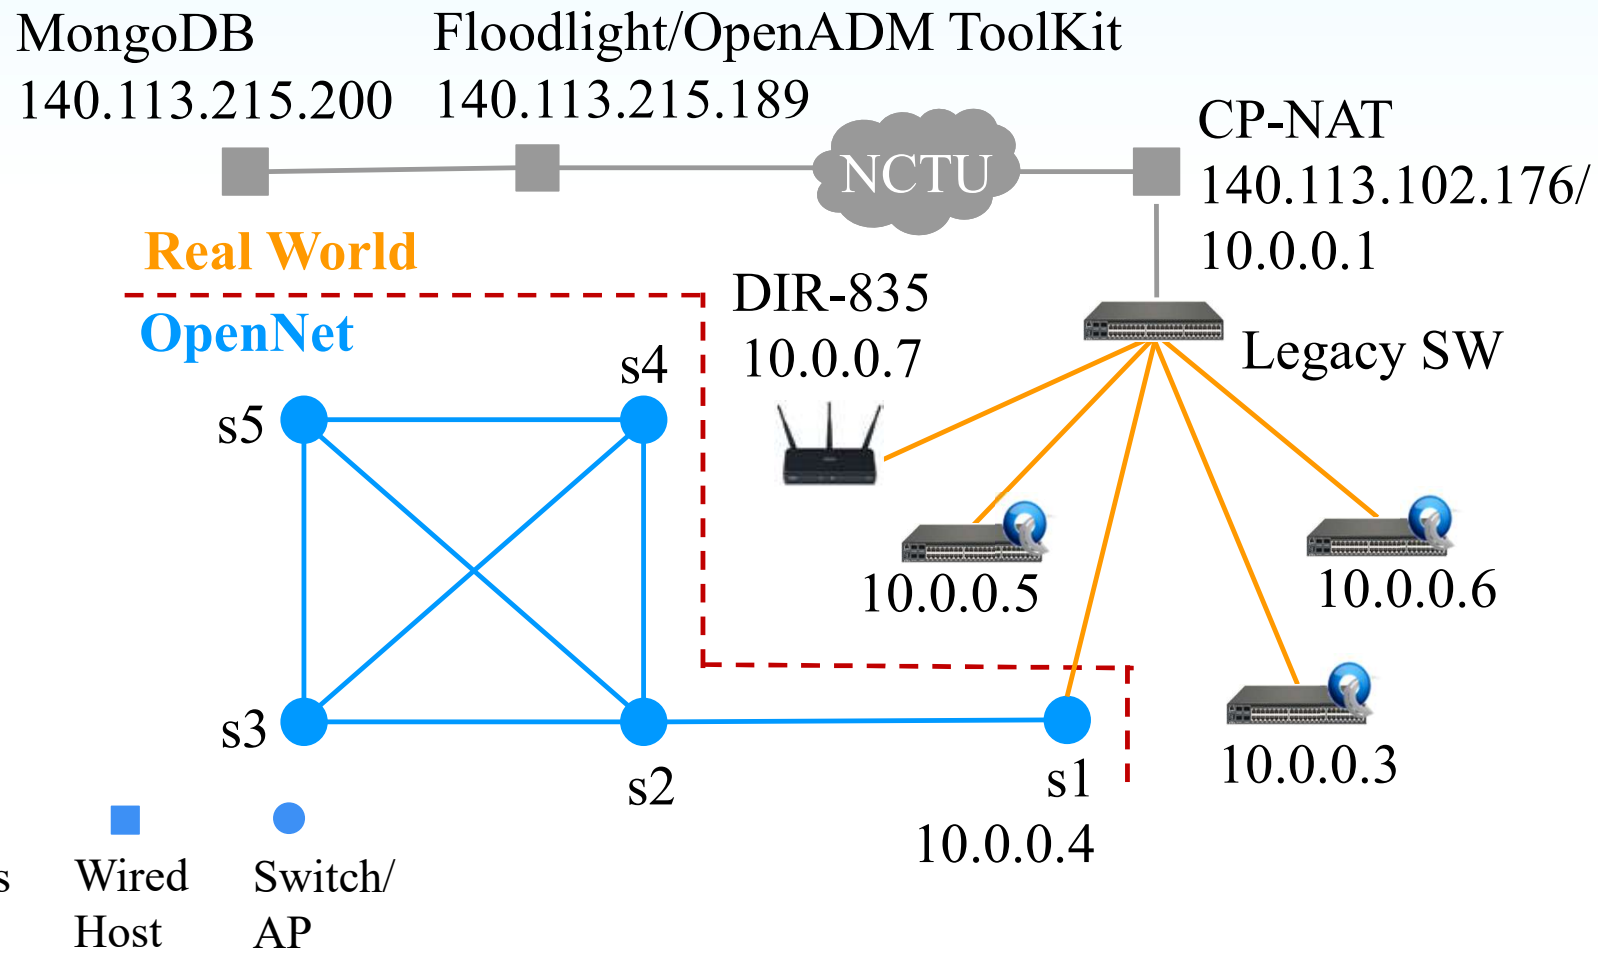 MongoDB
140.113.215.200
Floodlight/OpenADM ToolKit
140.113.215.189
NCTU
CP-NAT
140.113.102.176/
10.0.0.1
Real World
OpenNet
DIR-835
10.0.0.7
Legacy SW
s4
s5
10.0.0.5
10.0.0.6
s3
s2
s1
10.0.0.4
10.0.0.3
s
Wired
Host
Switch/
AP